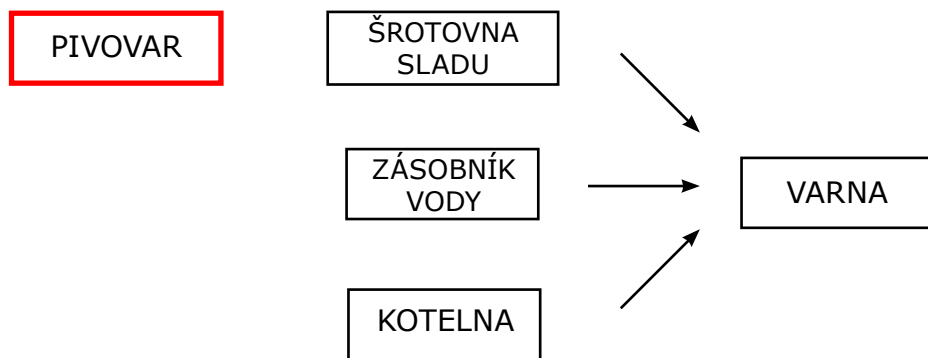 PIVOVAR
ŠROTOVNA
SLADU
ZÁSOBNÍK
VODY
VARNA
KOTELNA